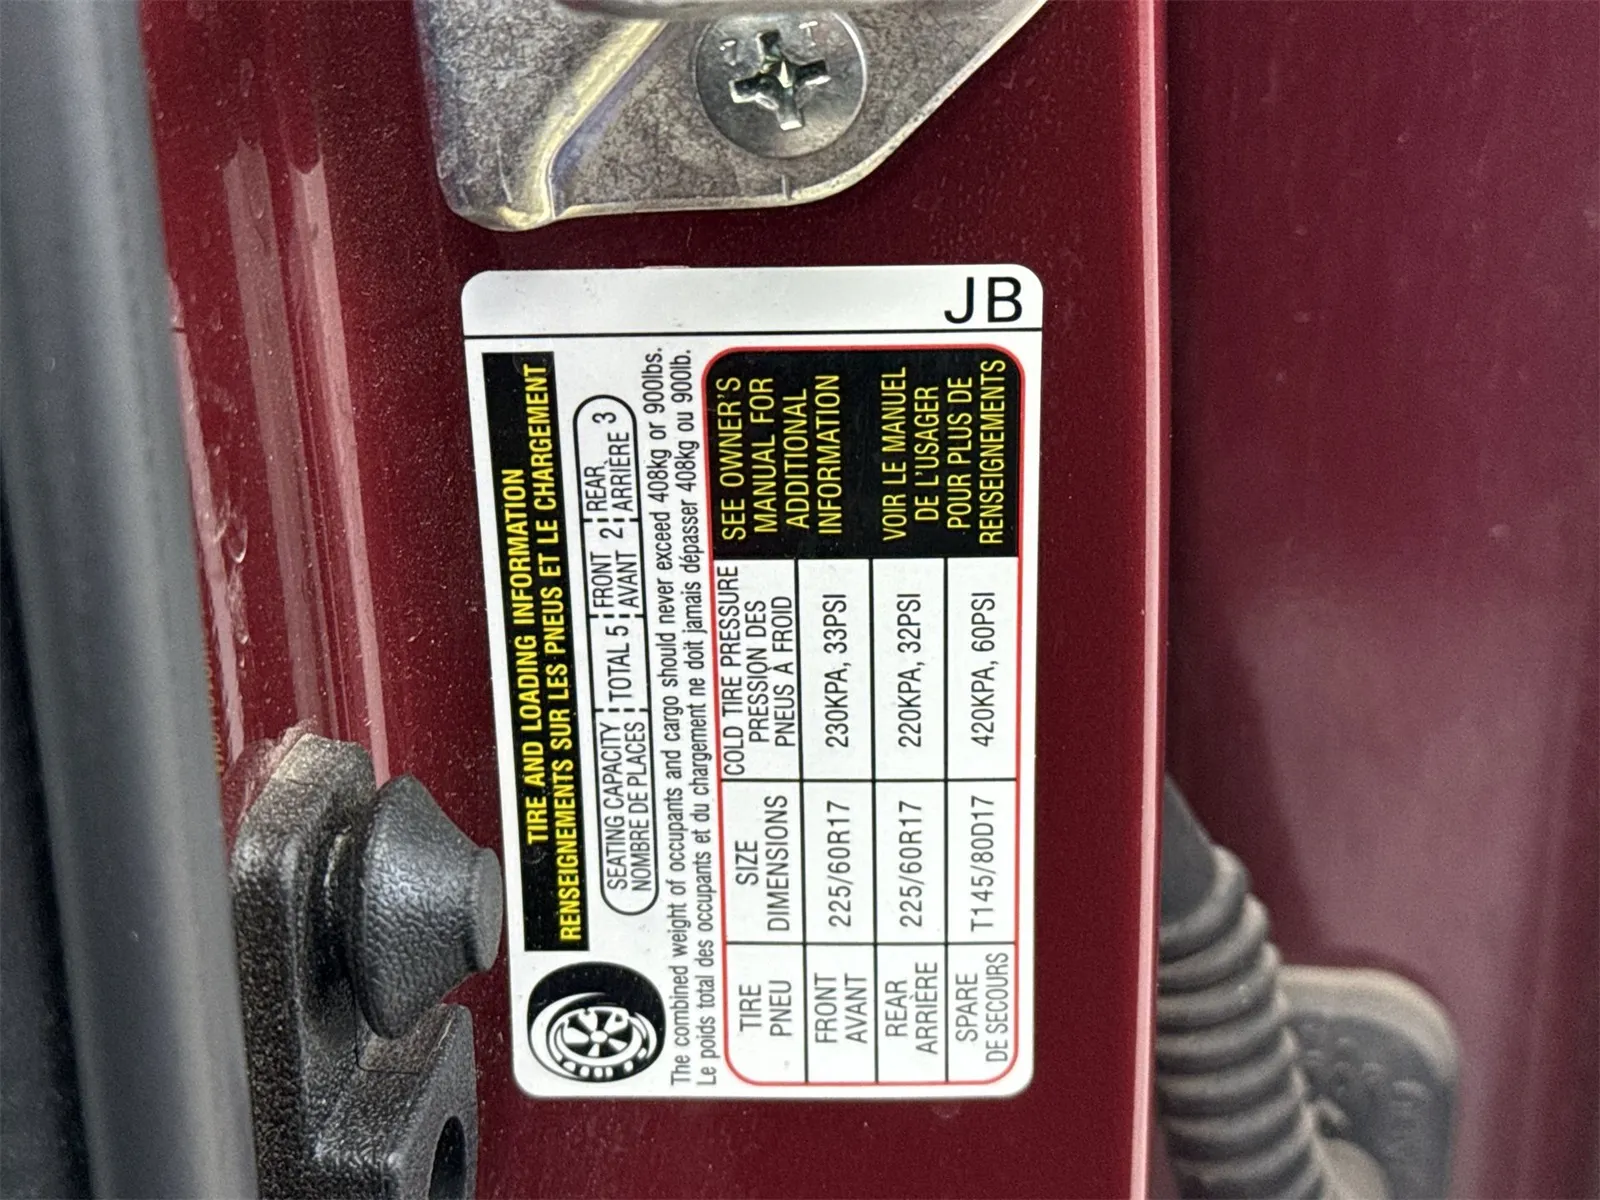 JB
TIRE AND LOADING INFORMATION
RENSEIGNEMENTS SUR LES PNEUS ET LE CHARGEMENT
SEATING CAPACITY TOTAL 5 FRONT 2 REAR 3
NOMBRE DE PLACES AVANT ARRIÈRE
The combined weight of occupants and cargo should never exceed 408kg or 900lbs.
Le poids total des occupants et du chargement ne doit jamais dépasser 408kg ou 900lb.
TIRE SIZE COLD TIRE PRESSURE
PNEU DIMENSIONS PRESSION DES
PNEUS À FROID
FRONT 225/60R17 230KPA, 33PSI
AVANT
REAR 225/60R17 220KPA, 32PSI
ARRIÈRE
SPARE T145/80D17 420KPA, 60PSI
DE SECOURS
SEE OWNER'S
MANUAL FOR
ADDITIONAL
INFORMATION
VOIR LE MANUEL
DE L'USAGER
POUR PLUS DE
RENSEIGNEMENTS